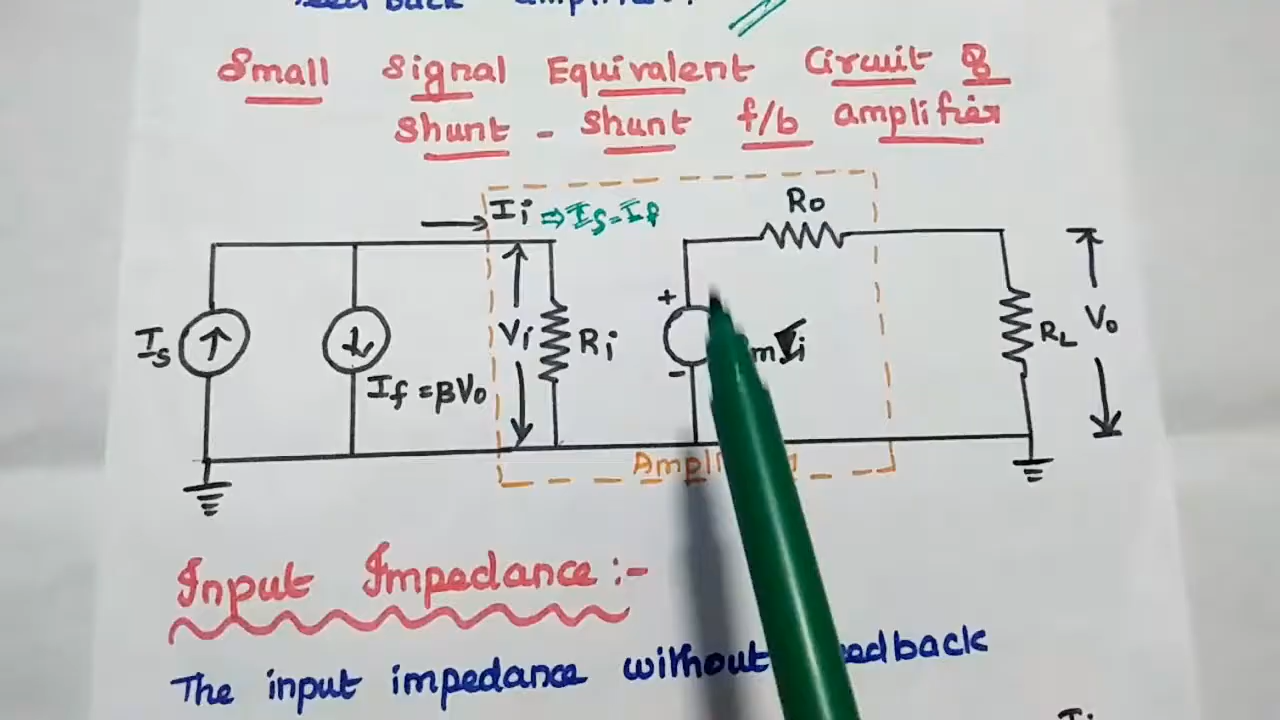 amplifier.
Small Signal Equivalent Circuit of
Shunt - Shunt f/b amplifier
Ii ⇒ Is-If
Ro
Is
If = βVo
Vi
Ri
+
-
RL
Vo
Input Impedance:-
The input impedance without